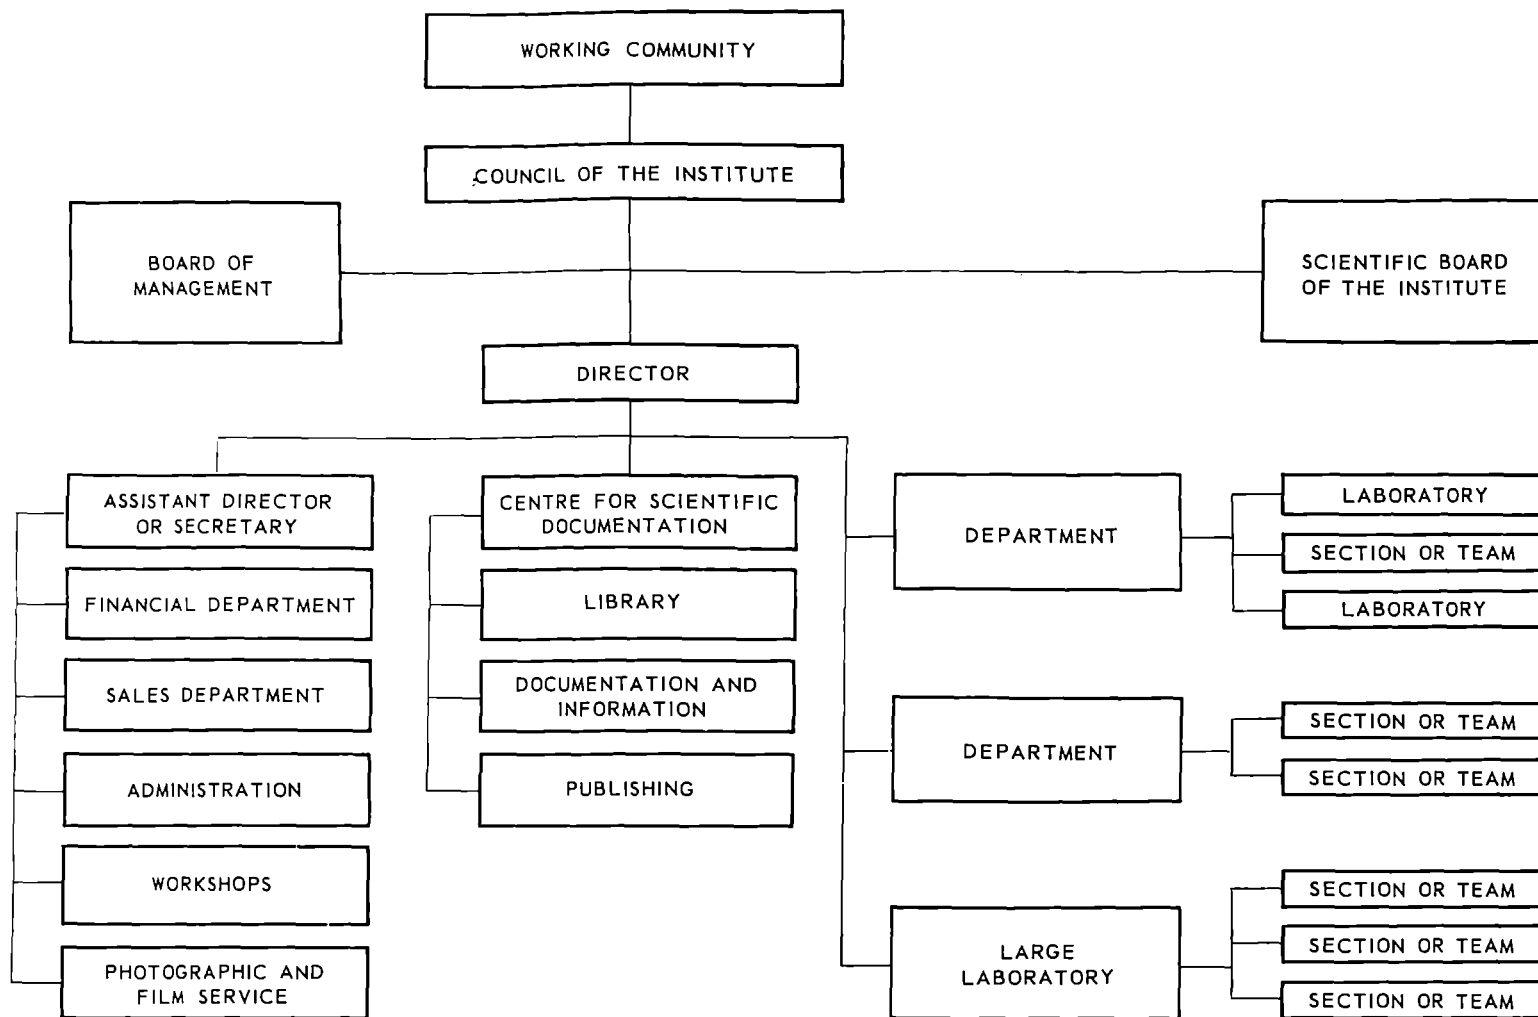 WORKING COMMUNITY
COUNCIL OF THE INSTITUTE
BOARD OF
MANAGEMENT
SCIENTIFIC BOARD
OF THE INSTITUTE
DIRECTOR
ASSISTANT DIRECTOR
OR SECRETARY
FINANCIAL DEPARTMENT
SALES DEPARTMENT
ADMINISTRATION
WORKSHOPS
PHOTOGRAPHIC AND
FILM SERVICE
CENTRE FOR SCIENTIFIC
DOCUMENTATION
LIBRARY
DOCUMENTATION AND
INFORMATION
PUBLISHING
DEPARTMENT
LABORATORY
SECTION OR TEAM
LABORATORY
DEPARTMENT
SECTION OR TEAM
SECTION OR TEAM
LARGE
LABORATORY
SECTION OR TEAM
SECTION OR TEAM
SECTION OR TEAM